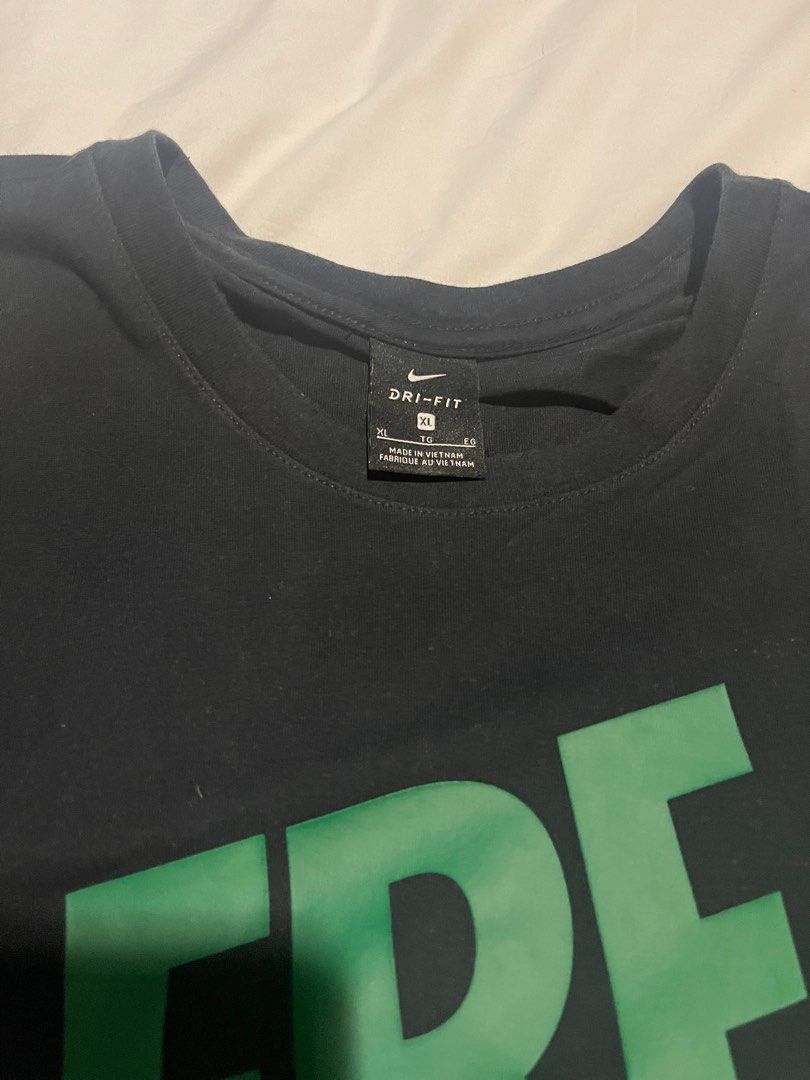 DRI-FIT
XL
XL TG EG
MADE IN VIETNAM
FABRIQUE AU VIETNAM